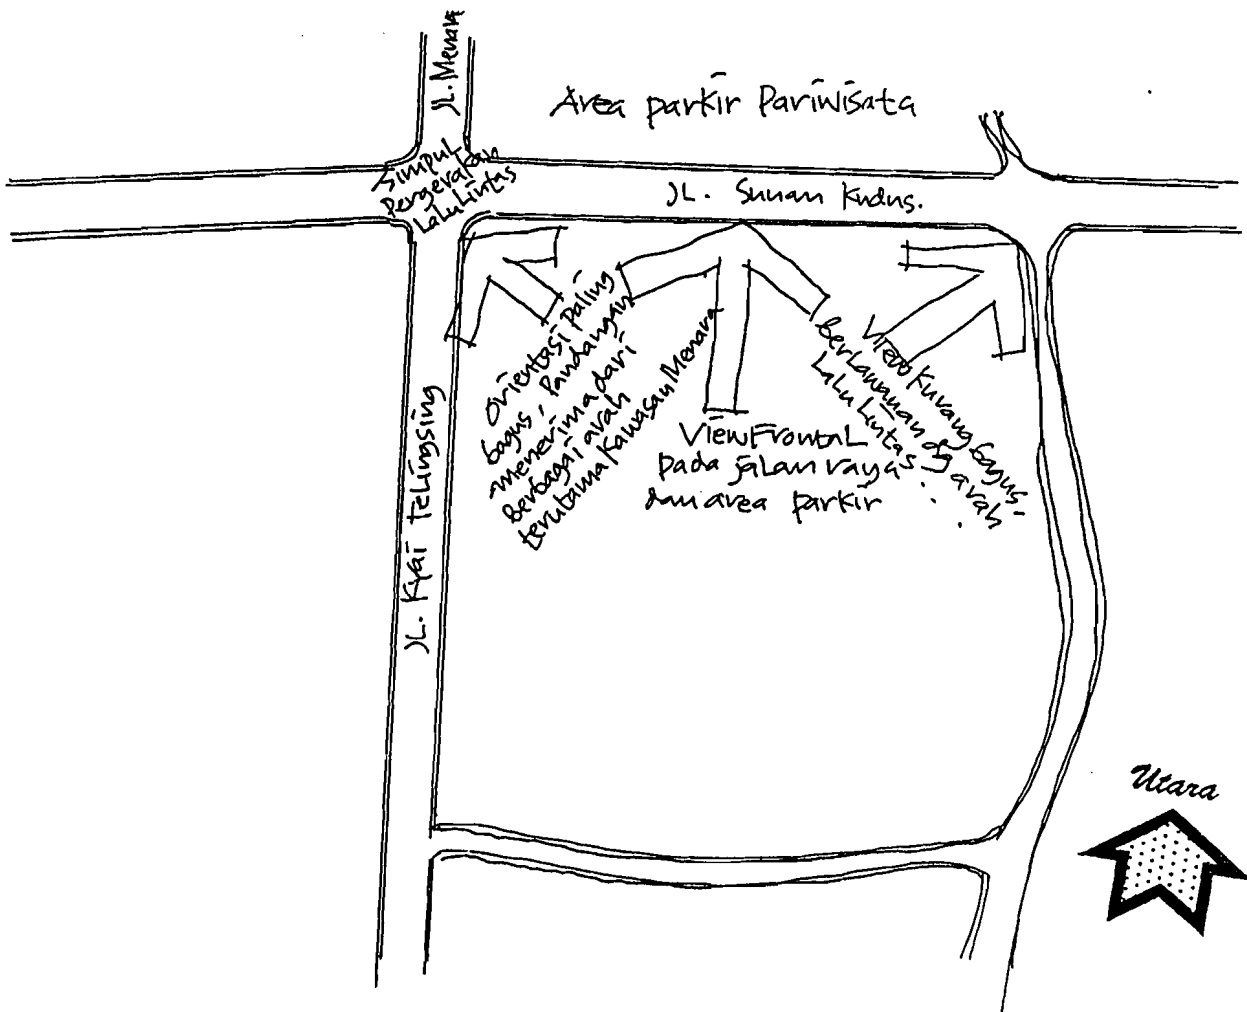 JL. Menara
Area parkir Pariwisata
Simpul
Pergerakan
Lalu Lintas
JL. Sunan Kudus.
Orientasi Paling
bagus, Pandangan
menerima dari
Berbagai arah
terutama Kawasan Menara
View Frontal
pada jalan raya
dan area parkir
View Kurang bagus,
berlawanan dg arah
Lalu Lintas...
JL. Kyai Telingsing
Utara